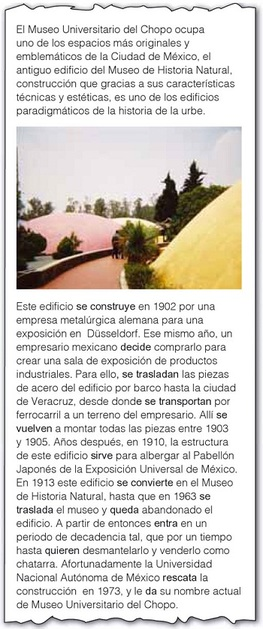 El Museo Universitario del Chopo ocupa
uno de los espacios más originales y
emblemáticos de la Ciudad de México, el
antiguo edificio del Museo de Historia Natural,
construcción que gracias a sus características
técnicas y estéticas, es uno de los edificios
paradigmáticos de la historia de la urbe.
Este edificio se construye en 1902 por una
empresa metalúrgica alemana para una
exposición en Düsseldorf. Ese mismo año, un
empresario mexicano decide comprarlo para
crear una sala de exposición de productos
industriales. Para ello, se trasladan las piezas
de acero del edificio por barco hasta la ciudad
de Veracruz, desde donde se transportan por
ferrocarril a un terreno del empresario. Allí se
vuelven a montar todas las piezas entre 1903
y 1905. Años después, en 1910, la estructura
de este edificio sirve para albergar al Pabellón
Japonés de la Exposición Universal de México.
En 1913 este edificio se convierte en el Museo
de Historia Natural, hasta que en 1963 se
traslada el museo y queda abandonado el
edificio. A partir de entonces entra en un
periodo de decadencia tal, que por un tiempo
hasta quieren desmantelarlo y venderlo como
chatarra. Afortunadamente la Universidad
Nacional Autónoma de México rescata la
construcción en 1973, y le da su nombre actual
de Museo Universitario del Chopo.